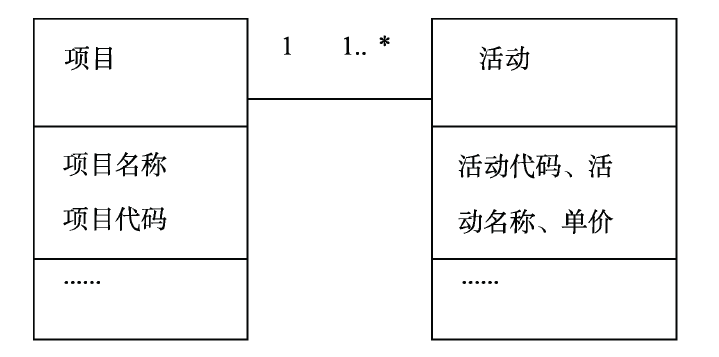 项目
1 1.. *
活动
项目名称
项目代码
......
活动代码、活
动名称、单价
......